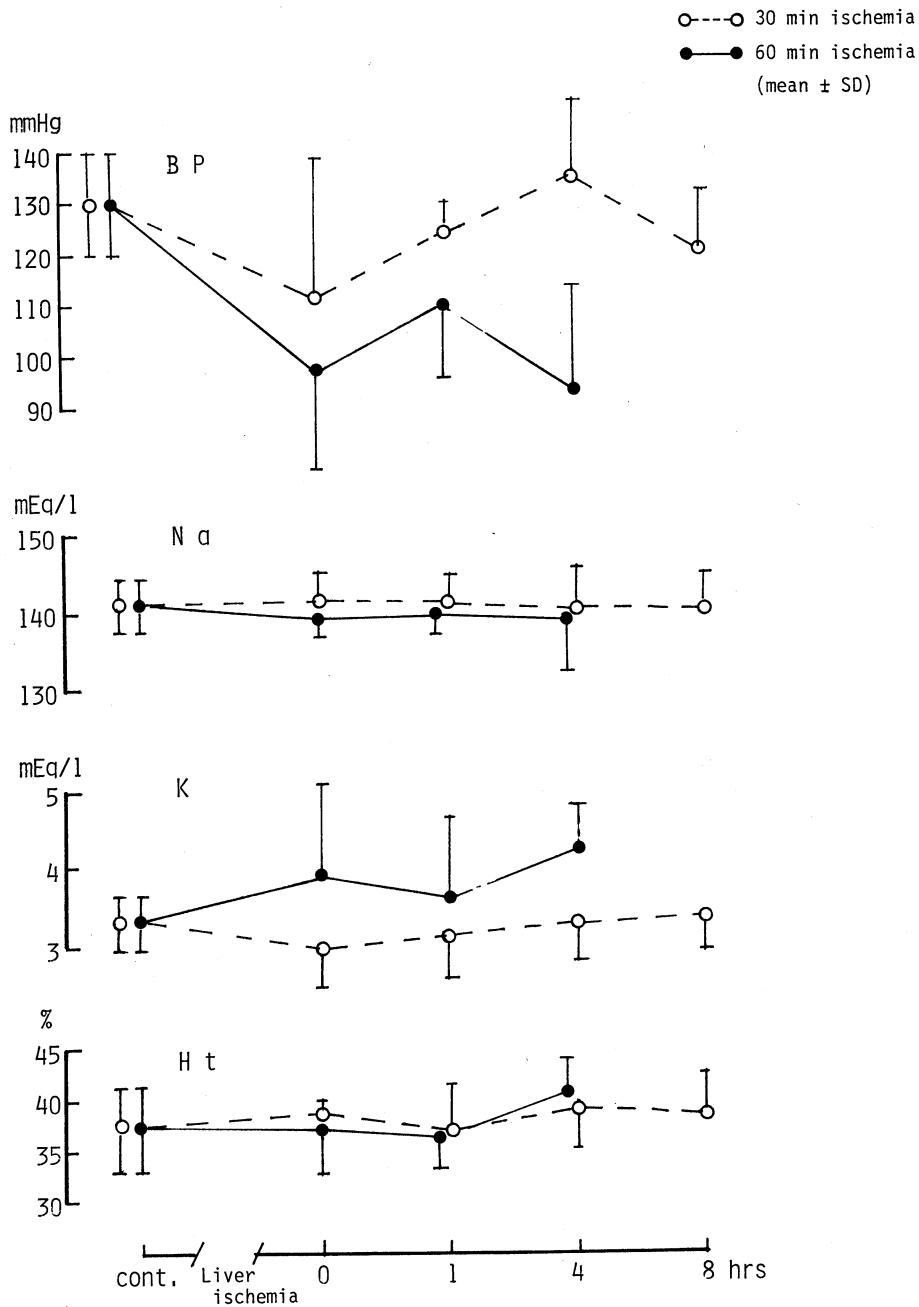 30 min ischemia
60 min ischemia
(mean ± SD)
mmHg
B P
140
130
120
110
100
90
mEq/l
N a
150
140
130
mEq/l
K
5
4
3
%
H t
45
40
35
30
cont. Liver ischemia 0 1 4 8 hrs